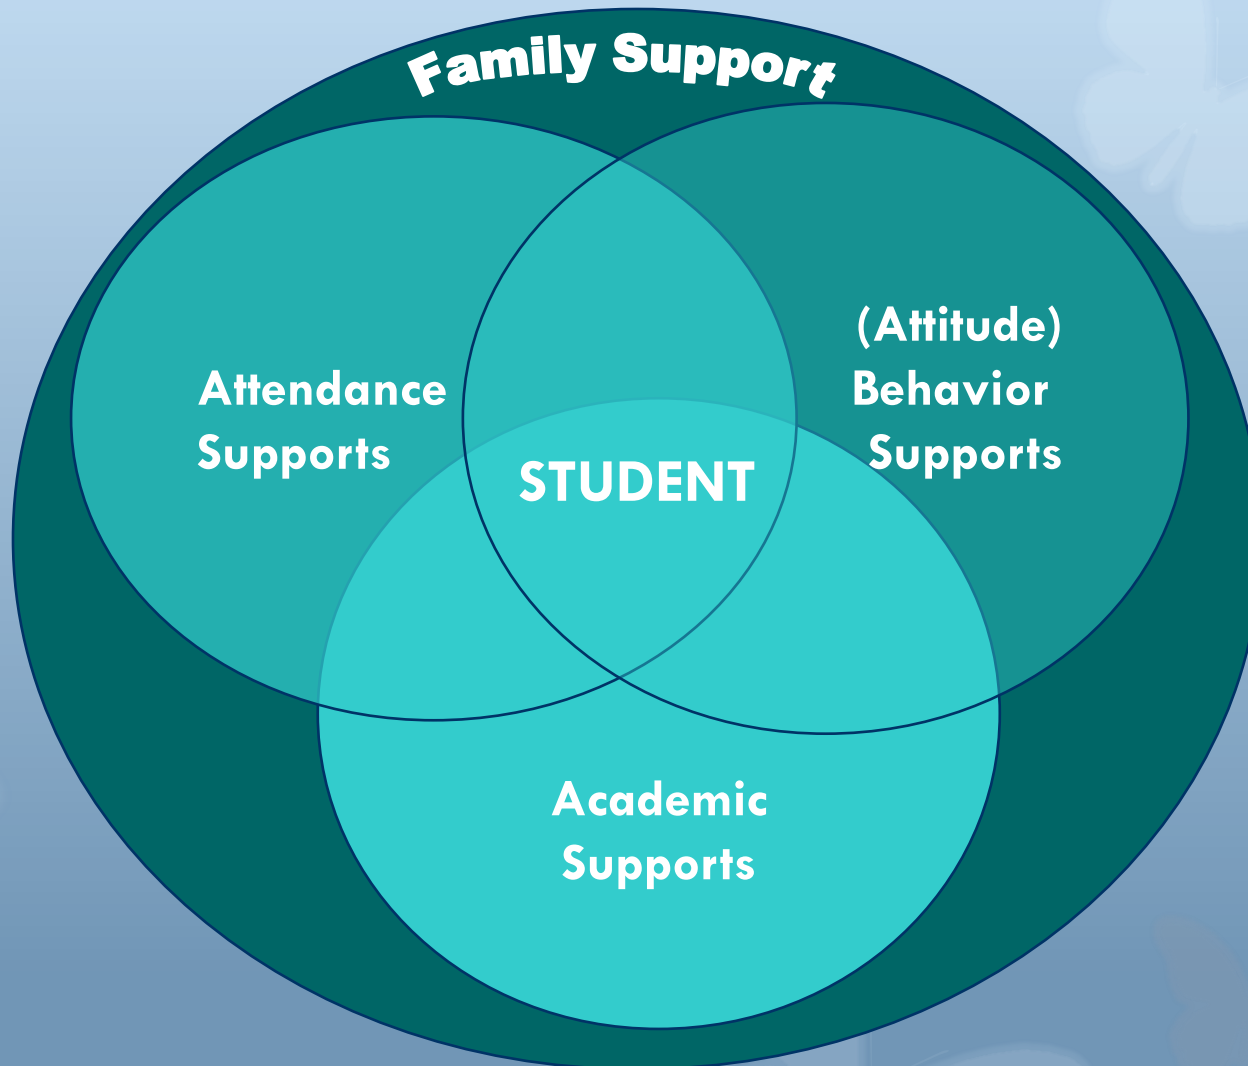 Family Support
Attendance
Supports
(Attitude)
Behavior
Supports
STUDENT
Academic
Supports